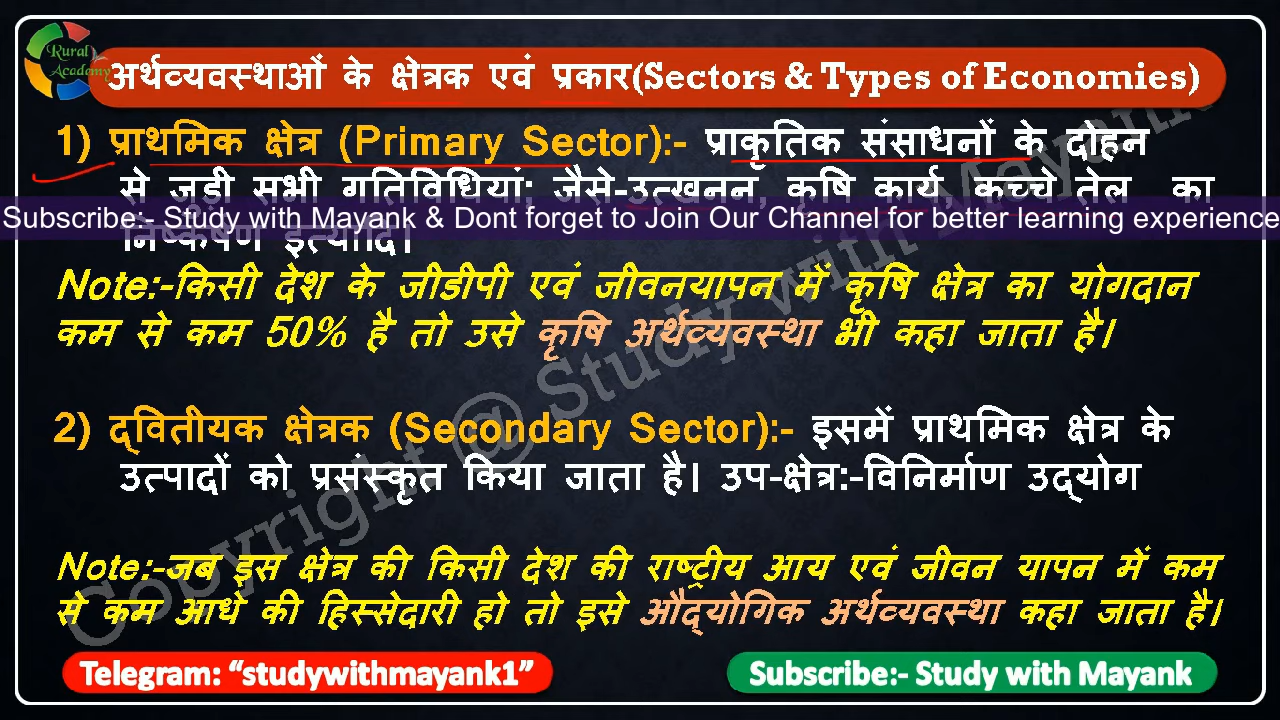 Rural
Academy
अर्थव्यवस्थाओं के क्षेत्रक एवं प्रकार(Sectors & Types of Economies)
1) प्राथमिक क्षेत्र (Primary Sector):- प्राकृतिक संसाधनों के दोहन
से जुड़ी सभी गतिविधियां; जैसे-उत्खनन, कृषि कार्य, कच्चे तेल का
Subscribe:- Study with Mayank & Dont forget to Join Our Channel for better learning experience
निष्कर्षण इत्यादि।
Note:-किसी देश के जीडीपी एवं जीवनयापन में कृषि क्षेत्र का योगदान
कम से कम 50% है तो उसे कृषि अर्थव्यवस्था भी कहा जाता है।
2) द्वितीयक क्षेत्रक (Secondary Sector):- इसमें प्राथमिक क्षेत्र के
उत्पादों को प्रसंस्कृत किया जाता है। उप-क्षेत्र:-विनिर्माण उद्योग
Note:-जब इस क्षेत्र की किसी देश की राष्ट्रीय आय एवं जीवन यापन में कम
से कम आधे की हिस्सेदारी हो तो इसे औद्योगिक अर्थव्यवस्था कहा जाता है।
Copyright @ Study with Mayank
Telegram: “studywithmayank1”
Subscribe:- Study with Mayank